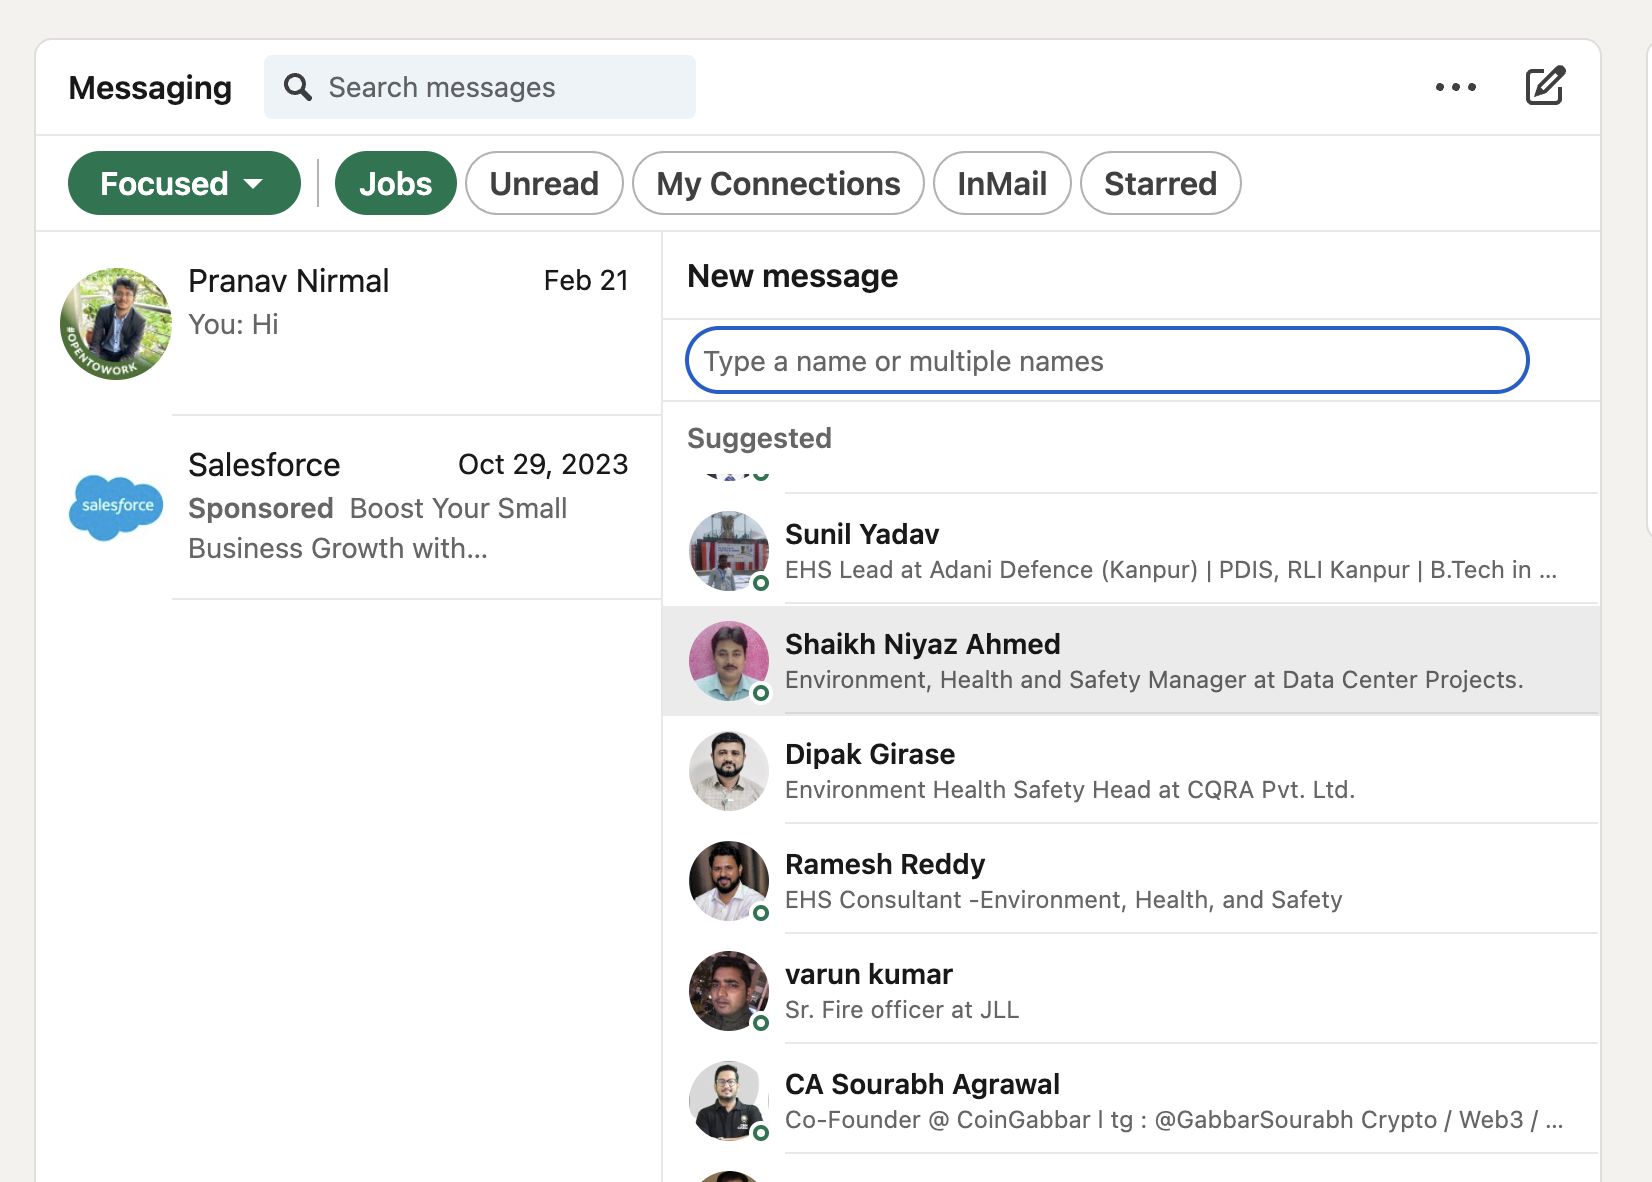 Messaging
Search messages
Focused
Jobs
Unread
My Connections
InMail
Starred
Pranav Nirmal
Feb 21
You: Hi
#OPENTOWORK
Salesforce
Oct 29, 2023
salesforce
Sponsored Boost Your Small
Business Growth with...
New message
Type a name or multiple names
Suggested
Sunil Yadav
EHS Lead at Adani Defence (Kanpur) | PDIS, RLI Kanpur | B.Tech in ...
Shaikh Niyaz Ahmed
Environment, Health and Safety Manager at Data Center Projects.
Dipak Girase
Environment Health Safety Head at CQRA Pvt. Ltd.
Ramesh Reddy
EHS Consultant -Environment, Health, and Safety
varun kumar
Sr. Fire officer at JLL
CA Sourabh Agrawal
Co-Founder @ CoinGabbar l tg : @GabbarSourabh Crypto / Web3 / ...